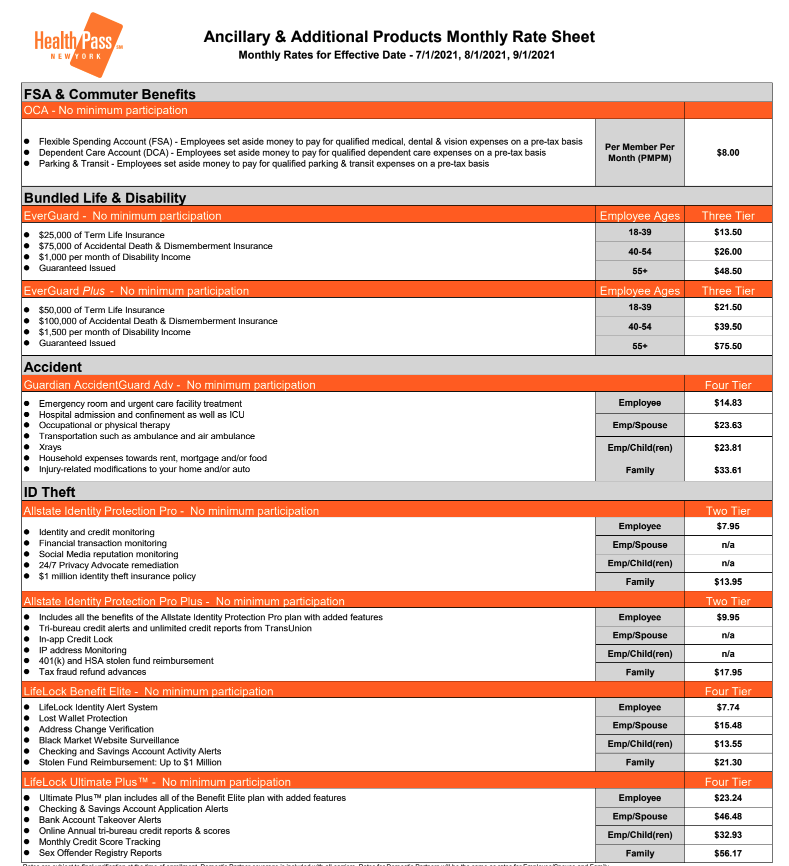 HealthPass SM
NEW YORK
Ancillary & Additional Products Monthly Rate Sheet
Monthly Rates for Effective Date - 7/1/2021, 8/1/2021, 9/1/2021
FSA & Commuter Benefits
OCA - No minimum participation
● Flexible Spending Account (FSA) - Employees set aside money to pay for qualified medical, dental & vision expenses on a pre-tax basis
● Dependent Care Account (DCA) - Employees set aside money to pay for qualified dependent care expenses on a pre-tax basis
● Parking & Transit - Employees set aside money to pay for qualified parking & transit expenses on a pre-tax basis
Per Member Per
Month (PMPM)
$8.00
Bundled Life & Disability
EverGuard - No minimum participation Employee Ages Three Tier
● $25,000 of Term Life Insurance
● $75,000 of Accidental Death & Dismemberment Insurance
● $1,000 per month of Disability Income
● Guaranteed Issued
18-39 $13.50
40-54 $26.00
55+ $48.50
EverGuard Plus - No minimum participation Employee Ages Three Tier
● $50,000 of Term Life Insurance
● $100,000 of Accidental Death & Dismemberment Insurance
● $1,500 per month of Disability Income
● Guaranteed Issued
18-39 $21.50
40-54 $39.50
55+ $75.50
Accident
Guardian AccidentGuard Adv - No minimum participation Four Tier
● Emergency room and urgent care facility treatment
● Hospital admission and confinement as well as ICU
● Occupational or physical therapy
● Transportation such as ambulance and air ambulance
● Xrays
● Household expenses towards rent, mortgage and/or food
● Injury-related modifications to your home and/or auto
Employee $14.83
Emp/Spouse $23.63
Emp/Child(ren) $23.81
Family $33.61
ID Theft
Allstate Identity Protection Pro - No minimum participation Two Tier
● Identity and credit monitoring
● Financial transaction monitoring
● Social Media reputation monitoring
● 24/7 Privacy Advocate remediation
● $1 million identity theft insurance policy
Employee $7.95
Emp/Spouse n/a
Emp/Child(ren) n/a
Family $13.95
Allstate Identity Protection Pro Plus - No minimum participation Two Tier
● Includes all the benefits of the Allstate Identity Protection Pro plan with added features
● Tri-bureau credit alerts and unlimited credit reports from TransUnion
● In-app Credit Lock
● IP address Monitoring
● 401(k) and HSA stolen fund reimbursement
● Tax fraud refund advances
Employee $9.95
Emp/Spouse n/a
Emp/Child(ren) n/a
Family $17.95
LifeLock Benefit Elite - No minimum participation Four Tier
● LifeLock Identity Alert System
● Lost Wallet Protection
● Address Change Verification
● Black Market Website Surveillance
● Checking and Savings Account Activity Alerts
● Stolen Fund Reimbursement: Up to $1 Million
Employee $7.74
Emp/Spouse $15.48
Emp/Child(ren) $13.55
Family $21.30
LifeLock Ultimate Plus™ - No minimum participation Four Tier
● Ultimate Plus™ plan includes all of the Benefit Elite plan with added features
● Checking & Savings Account Application Alerts
● Bank Account Takeover Alerts
● Online Annual tri-bureau credit reports & scores
● Monthly Credit Score Tracking
● Sex Offender Registry Reports
Employee $23.24
Emp/Spouse $46.48
Emp/Child(ren) $32.93
Family $56.17